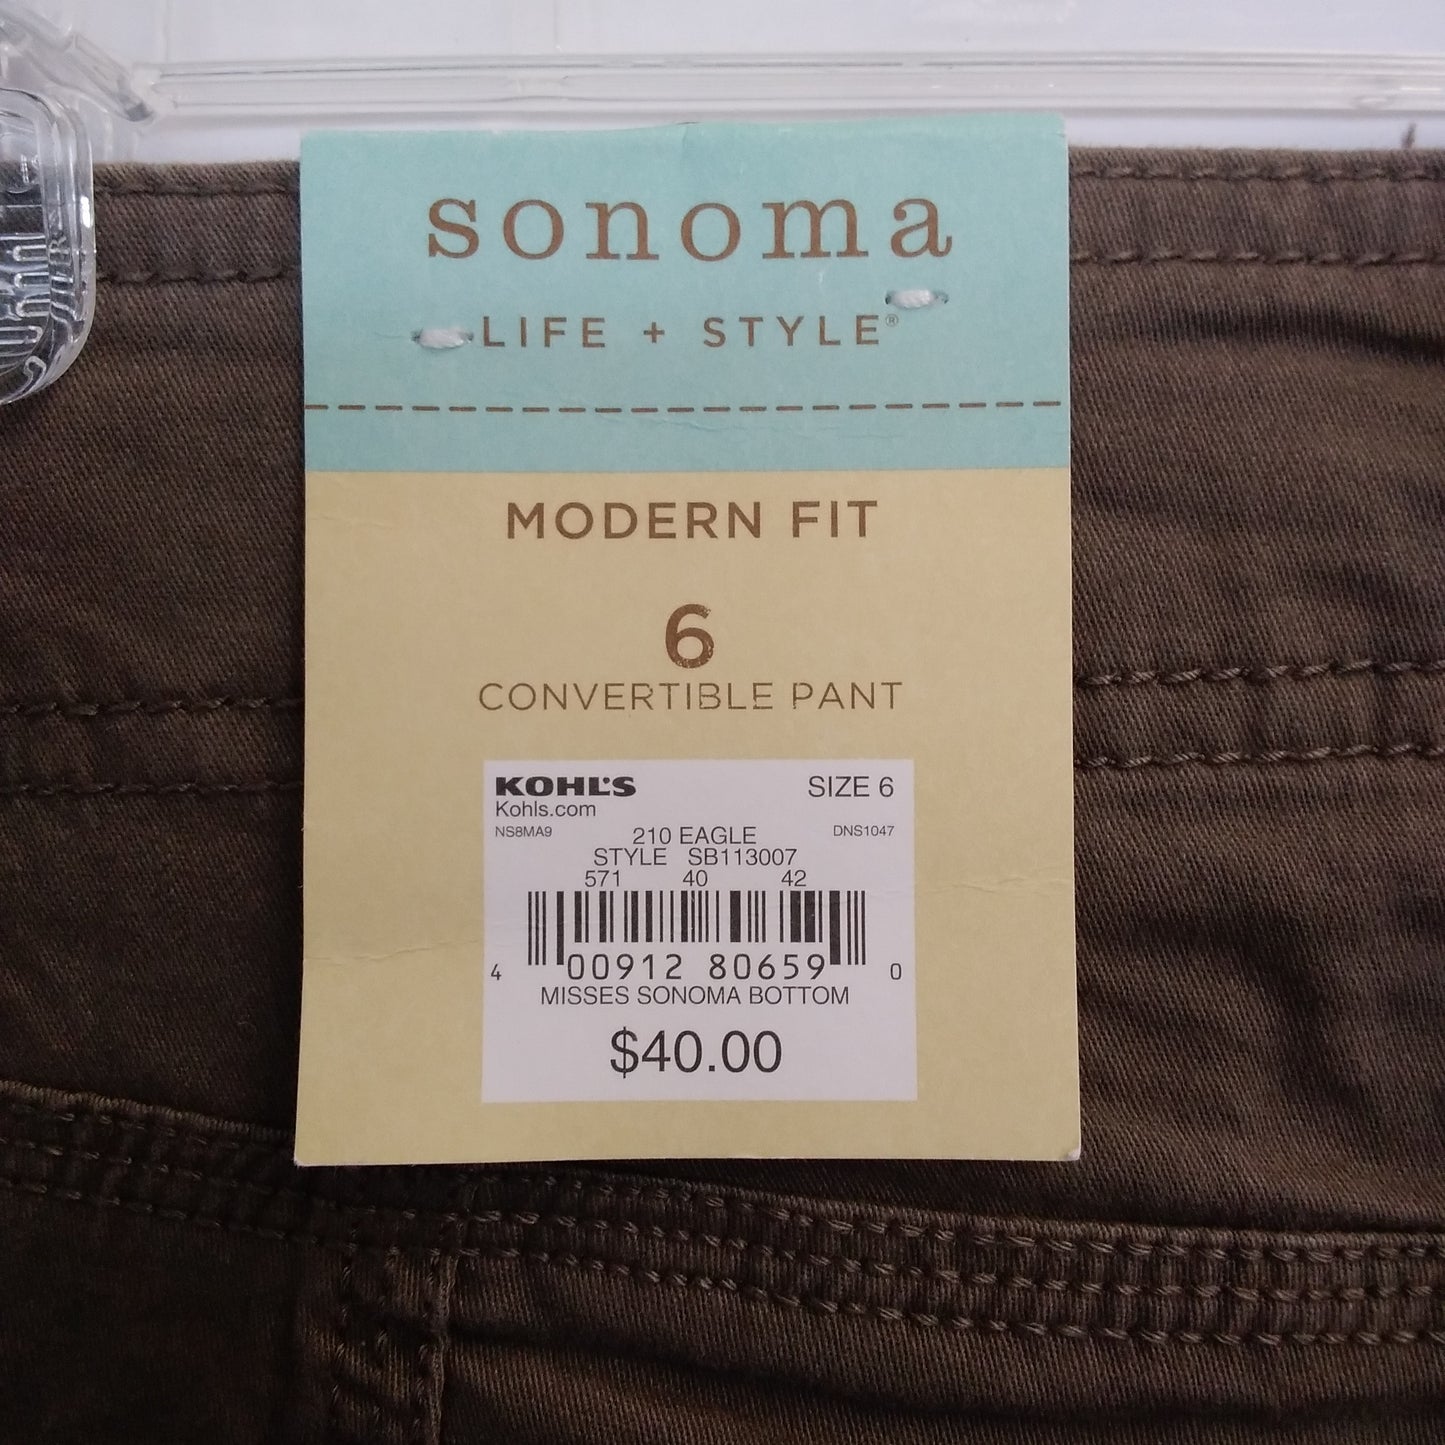 sonoma
LIFE + STYLE®
MODERN FIT
6
CONVERTIBLE PANT
KOHL'S SIZE 6
Kohls.com
NS8MA9 210 EAGLE DNS1047
STYLE SB113007
571 40 42
4 00912 80659 0
MISSES SONOMA BOTTOM
$40.00